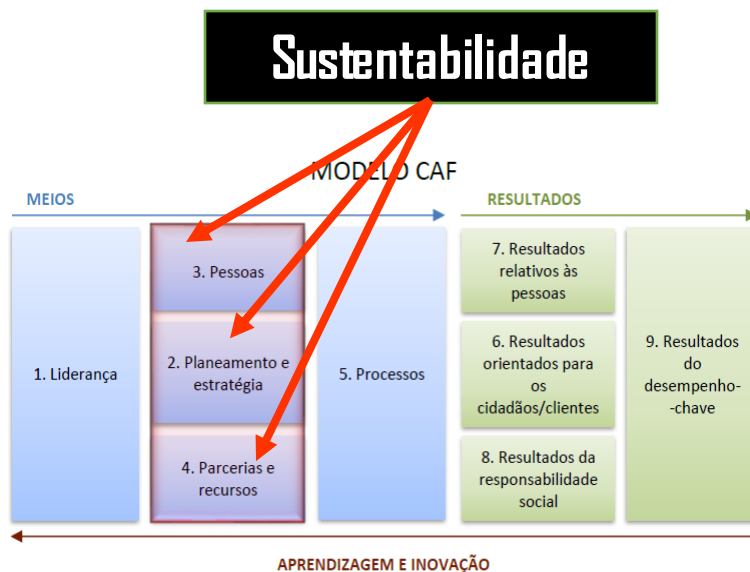 Sustentabilidade
MODELO CAF
MEIOS
RESULTADOS
1. Liderança
3. Pessoas
2. Planeamento e
estratégia
4. Parcerias e
recursos
5. Processos
7. Resultados
relativos às
pessoas
6. Resultados
orientados para
os
cidadãos/clientes
8. Resultados da
responsabilidade
social
9. Resultados
do
desempenho-
-chave
APRENDIZAGEM E INOVAÇÃO